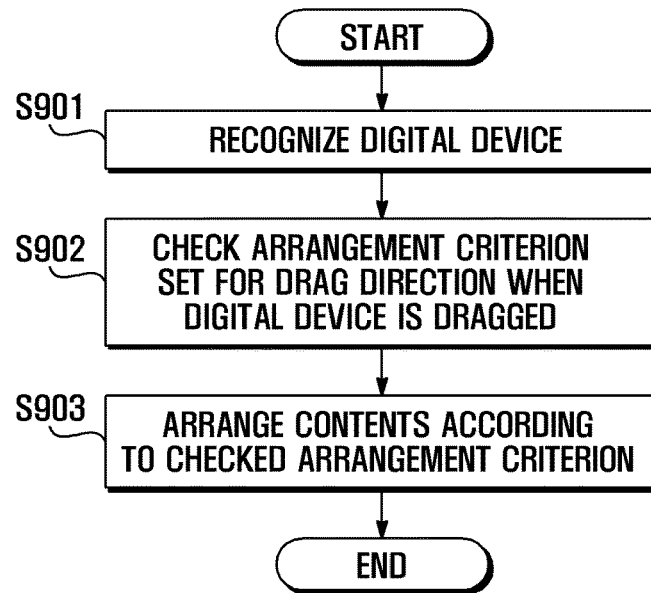 START
S901
RECOGNIZE DIGITAL DEVICE
S902
CHECK ARRANGEMENT CRITERION
SET FOR DRAG DIRECTION WHEN
DIGITAL DEVICE IS DRAGGED
S903
ARRANGE CONTENTS ACCORDING
TO CHECKED ARRANGEMENT CRITERION
END